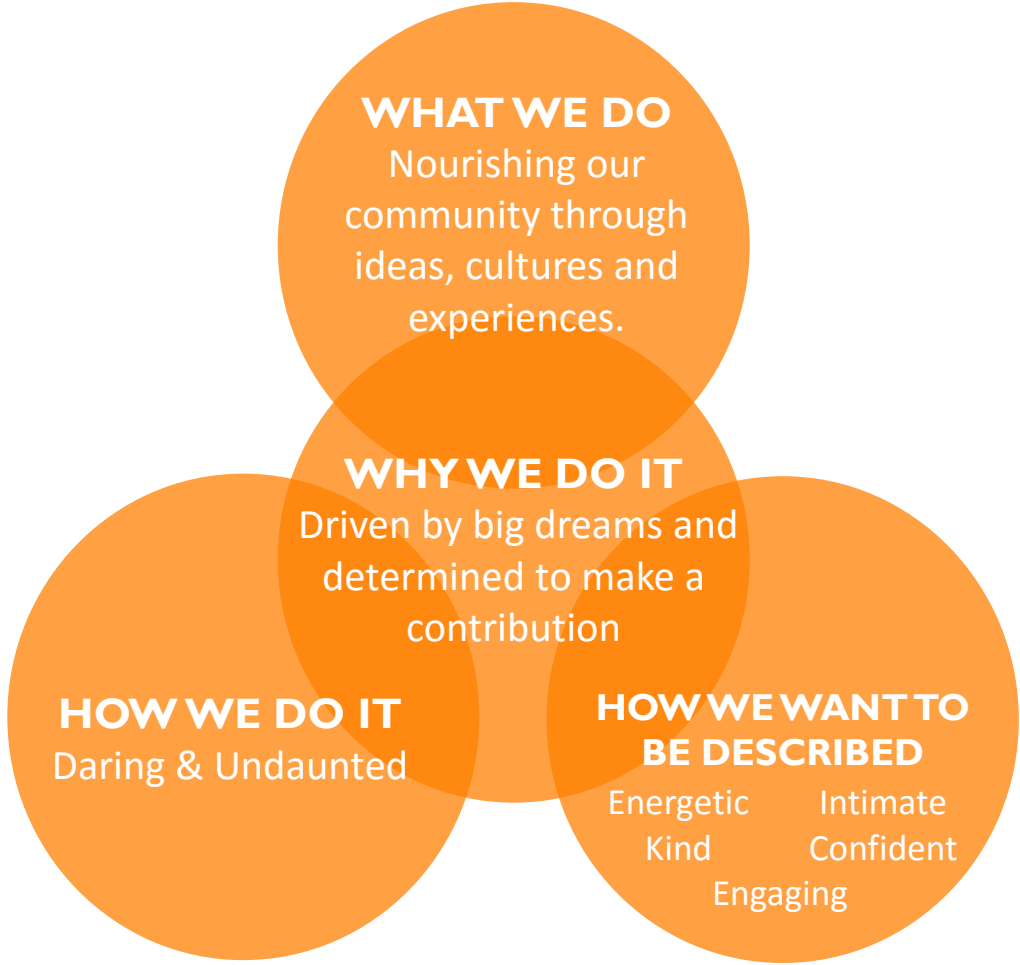 WHAT WE DO
Nourishing our
community through
ideas, cultures and
experiences.
WHY WE DO IT
Driven by big dreams and
determined to make a
contribution
HOW WE DO IT
Daring & Undaunted
HOW WE WANT TO
BE DESCRIBED
Energetic Intimate
Kind Confident
Engaging